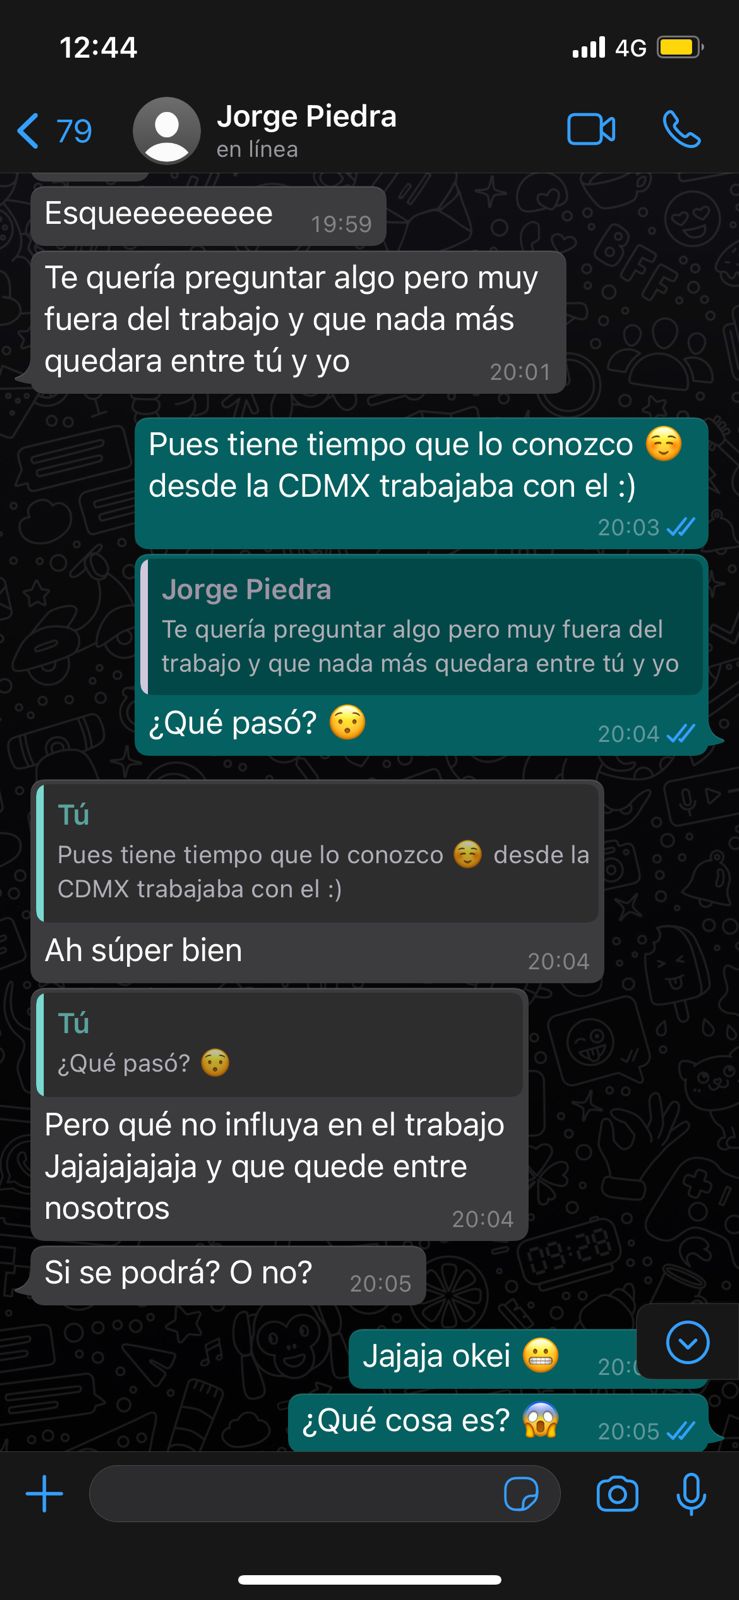 12:44
4G
79
Jorge Piedra
en línea
Esqueeeeeeeeee
19:59
Te quería preguntar algo pero muy
fuera del trabajo y que nada más
quedara entre tú y yo
20:01
Pues tiene tiempo que lo conozco ☺️
desde la CDMX trabajaba con el :)
20:03
Jorge Piedra
Te quería preguntar algo pero muy fuera del
trabajo y que nada más quedara entre tú y yo
¿Qué pasó? 😯
20:04
Tú
Pues tiene tiempo que lo conozco ☺️ desde la
CDMX trabajaba con el :)
Ah súper bien
20:04
Tú
¿Qué pasó? 😯
Pero qué no influya en el trabajo
Jajajajajaja y que quede entre
nosotros
20:04
Si se podrá? O no?
20:05
Jajaja okei 😬
¿Qué cosa es? 😱
20:05